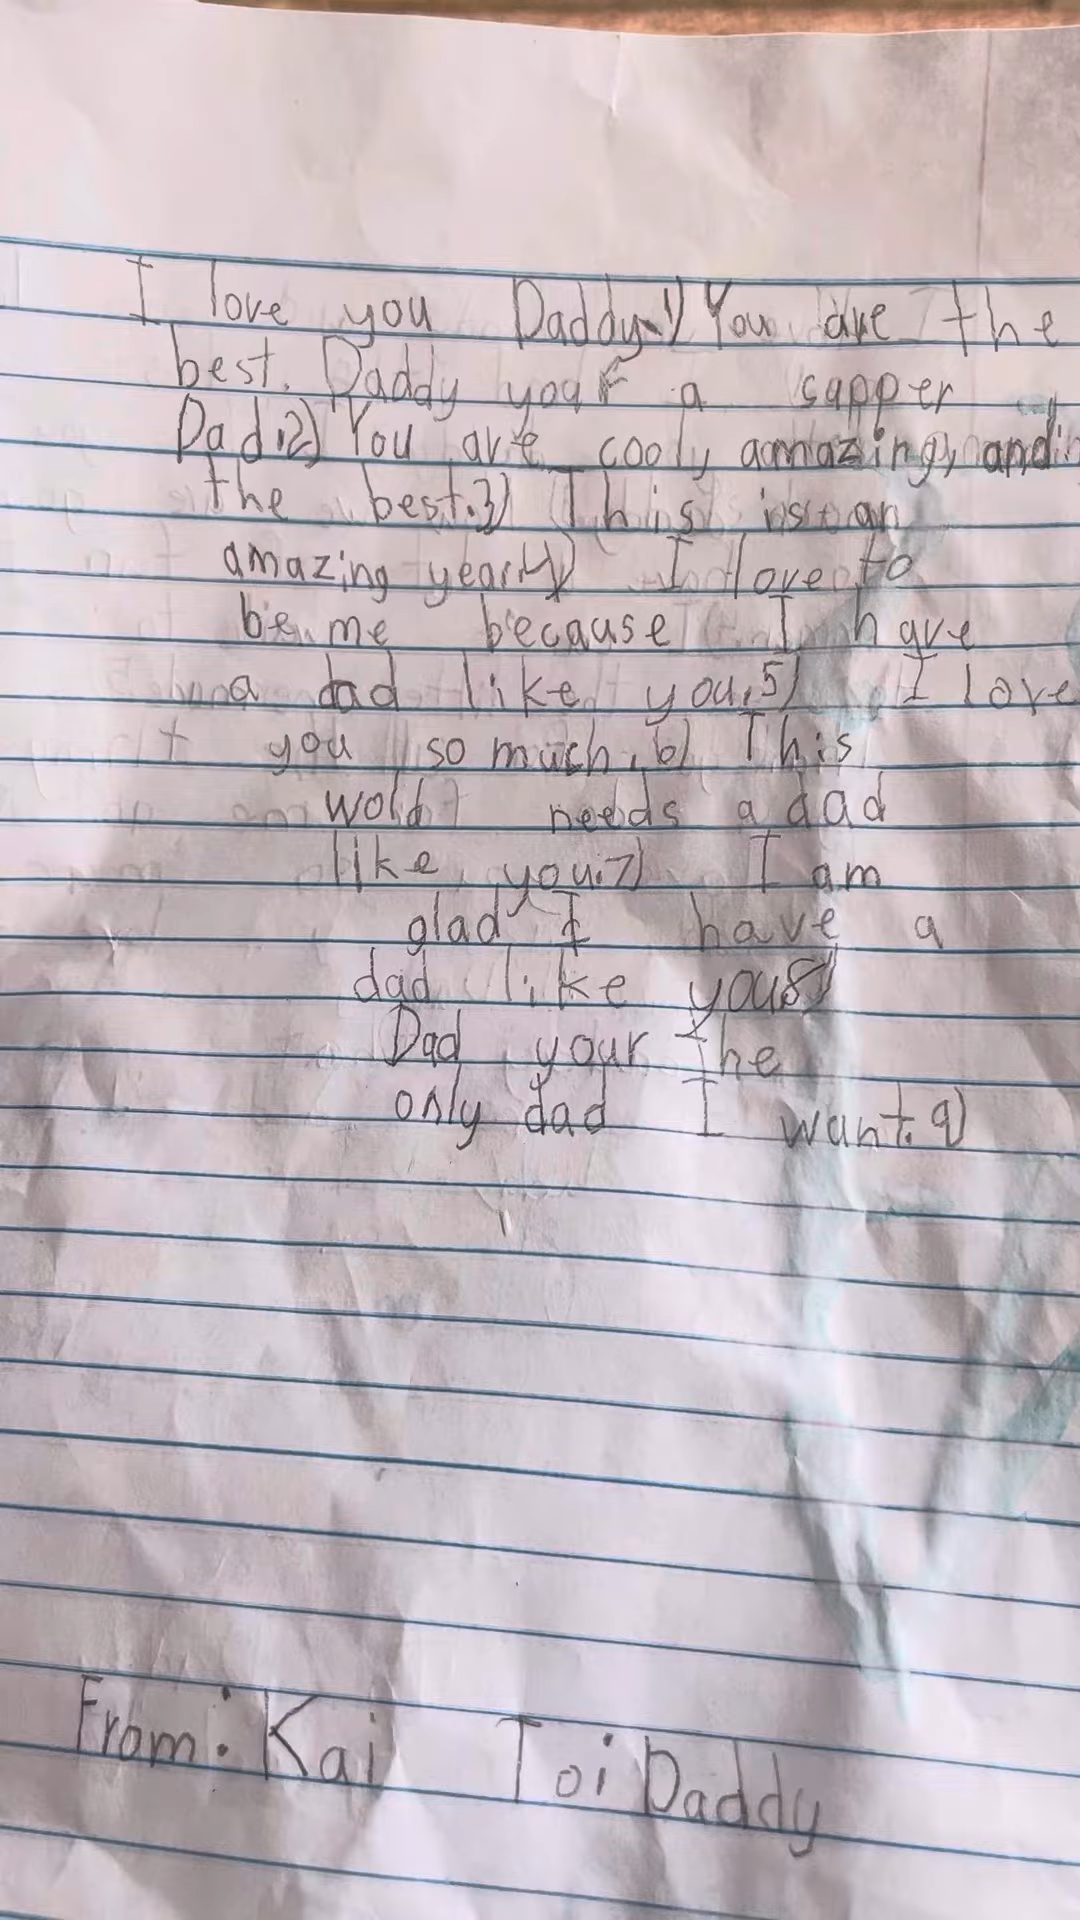 I love you Daddy.1) You are the
best. Daddy your a supper
Dad.2) You are cool, amazing, and
the best.3) This is an
amazing year.4) I love to
be me because I have
a dad like you.5) I love
you so much.6) This
wold needs a dad
like you.7) I am
glad I have a
dad like you8)
Dad your the
only dad I want.9)
From: Kai To: Daddy